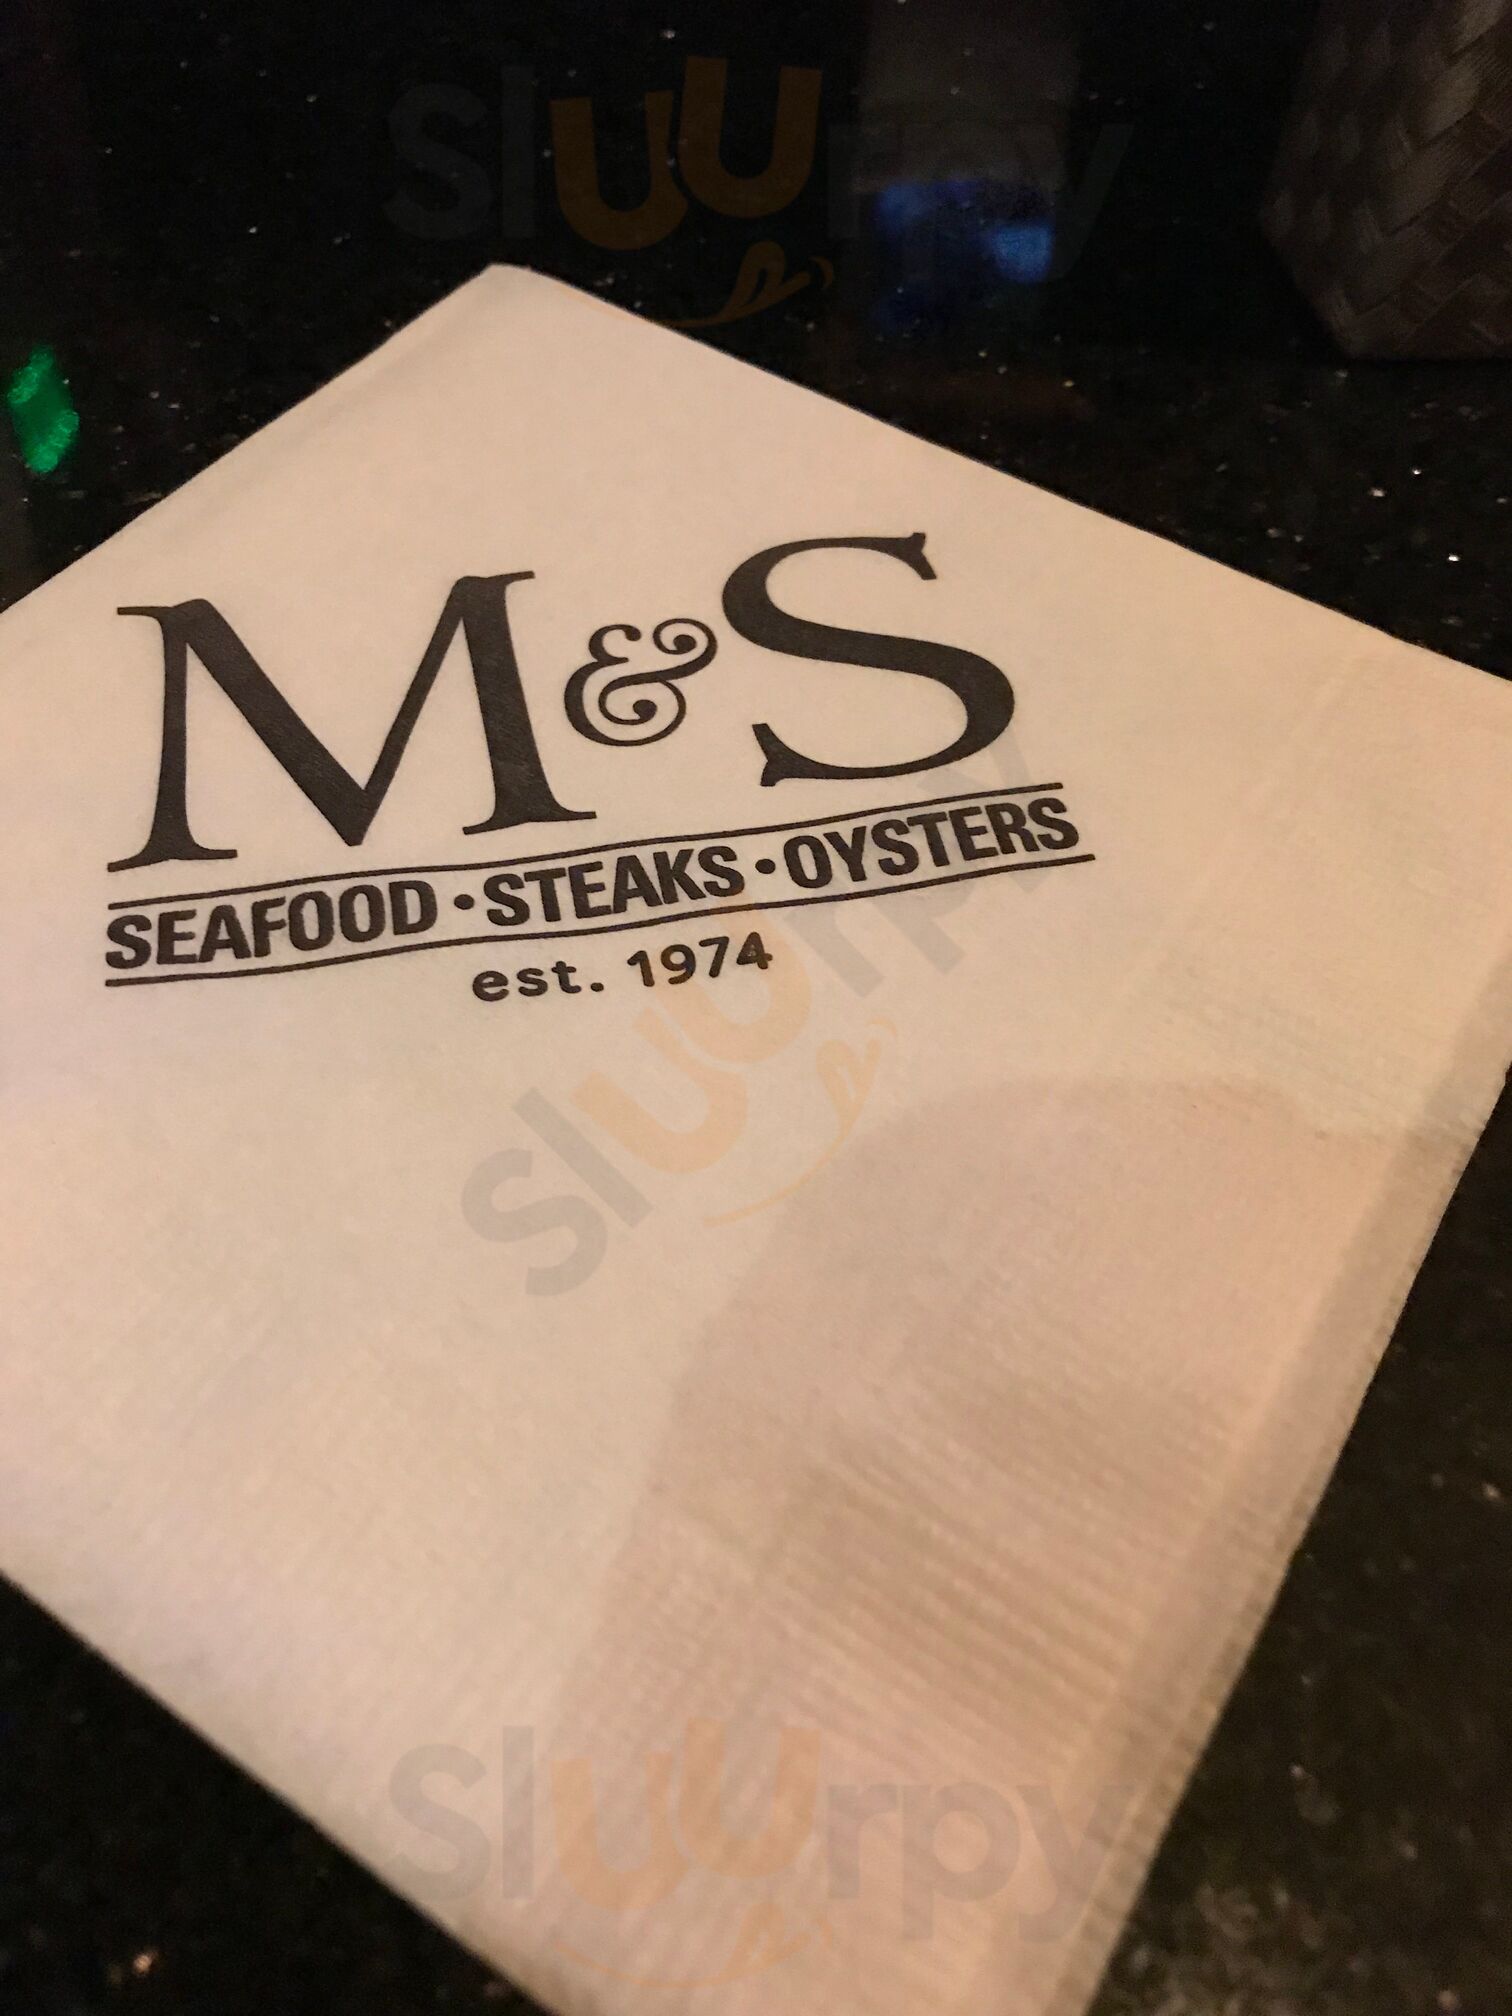 Sluurpy
M&S
SEAFOOD • STEAKS • OYSTERS
est. 1974
Sluurpy
Sluurpy